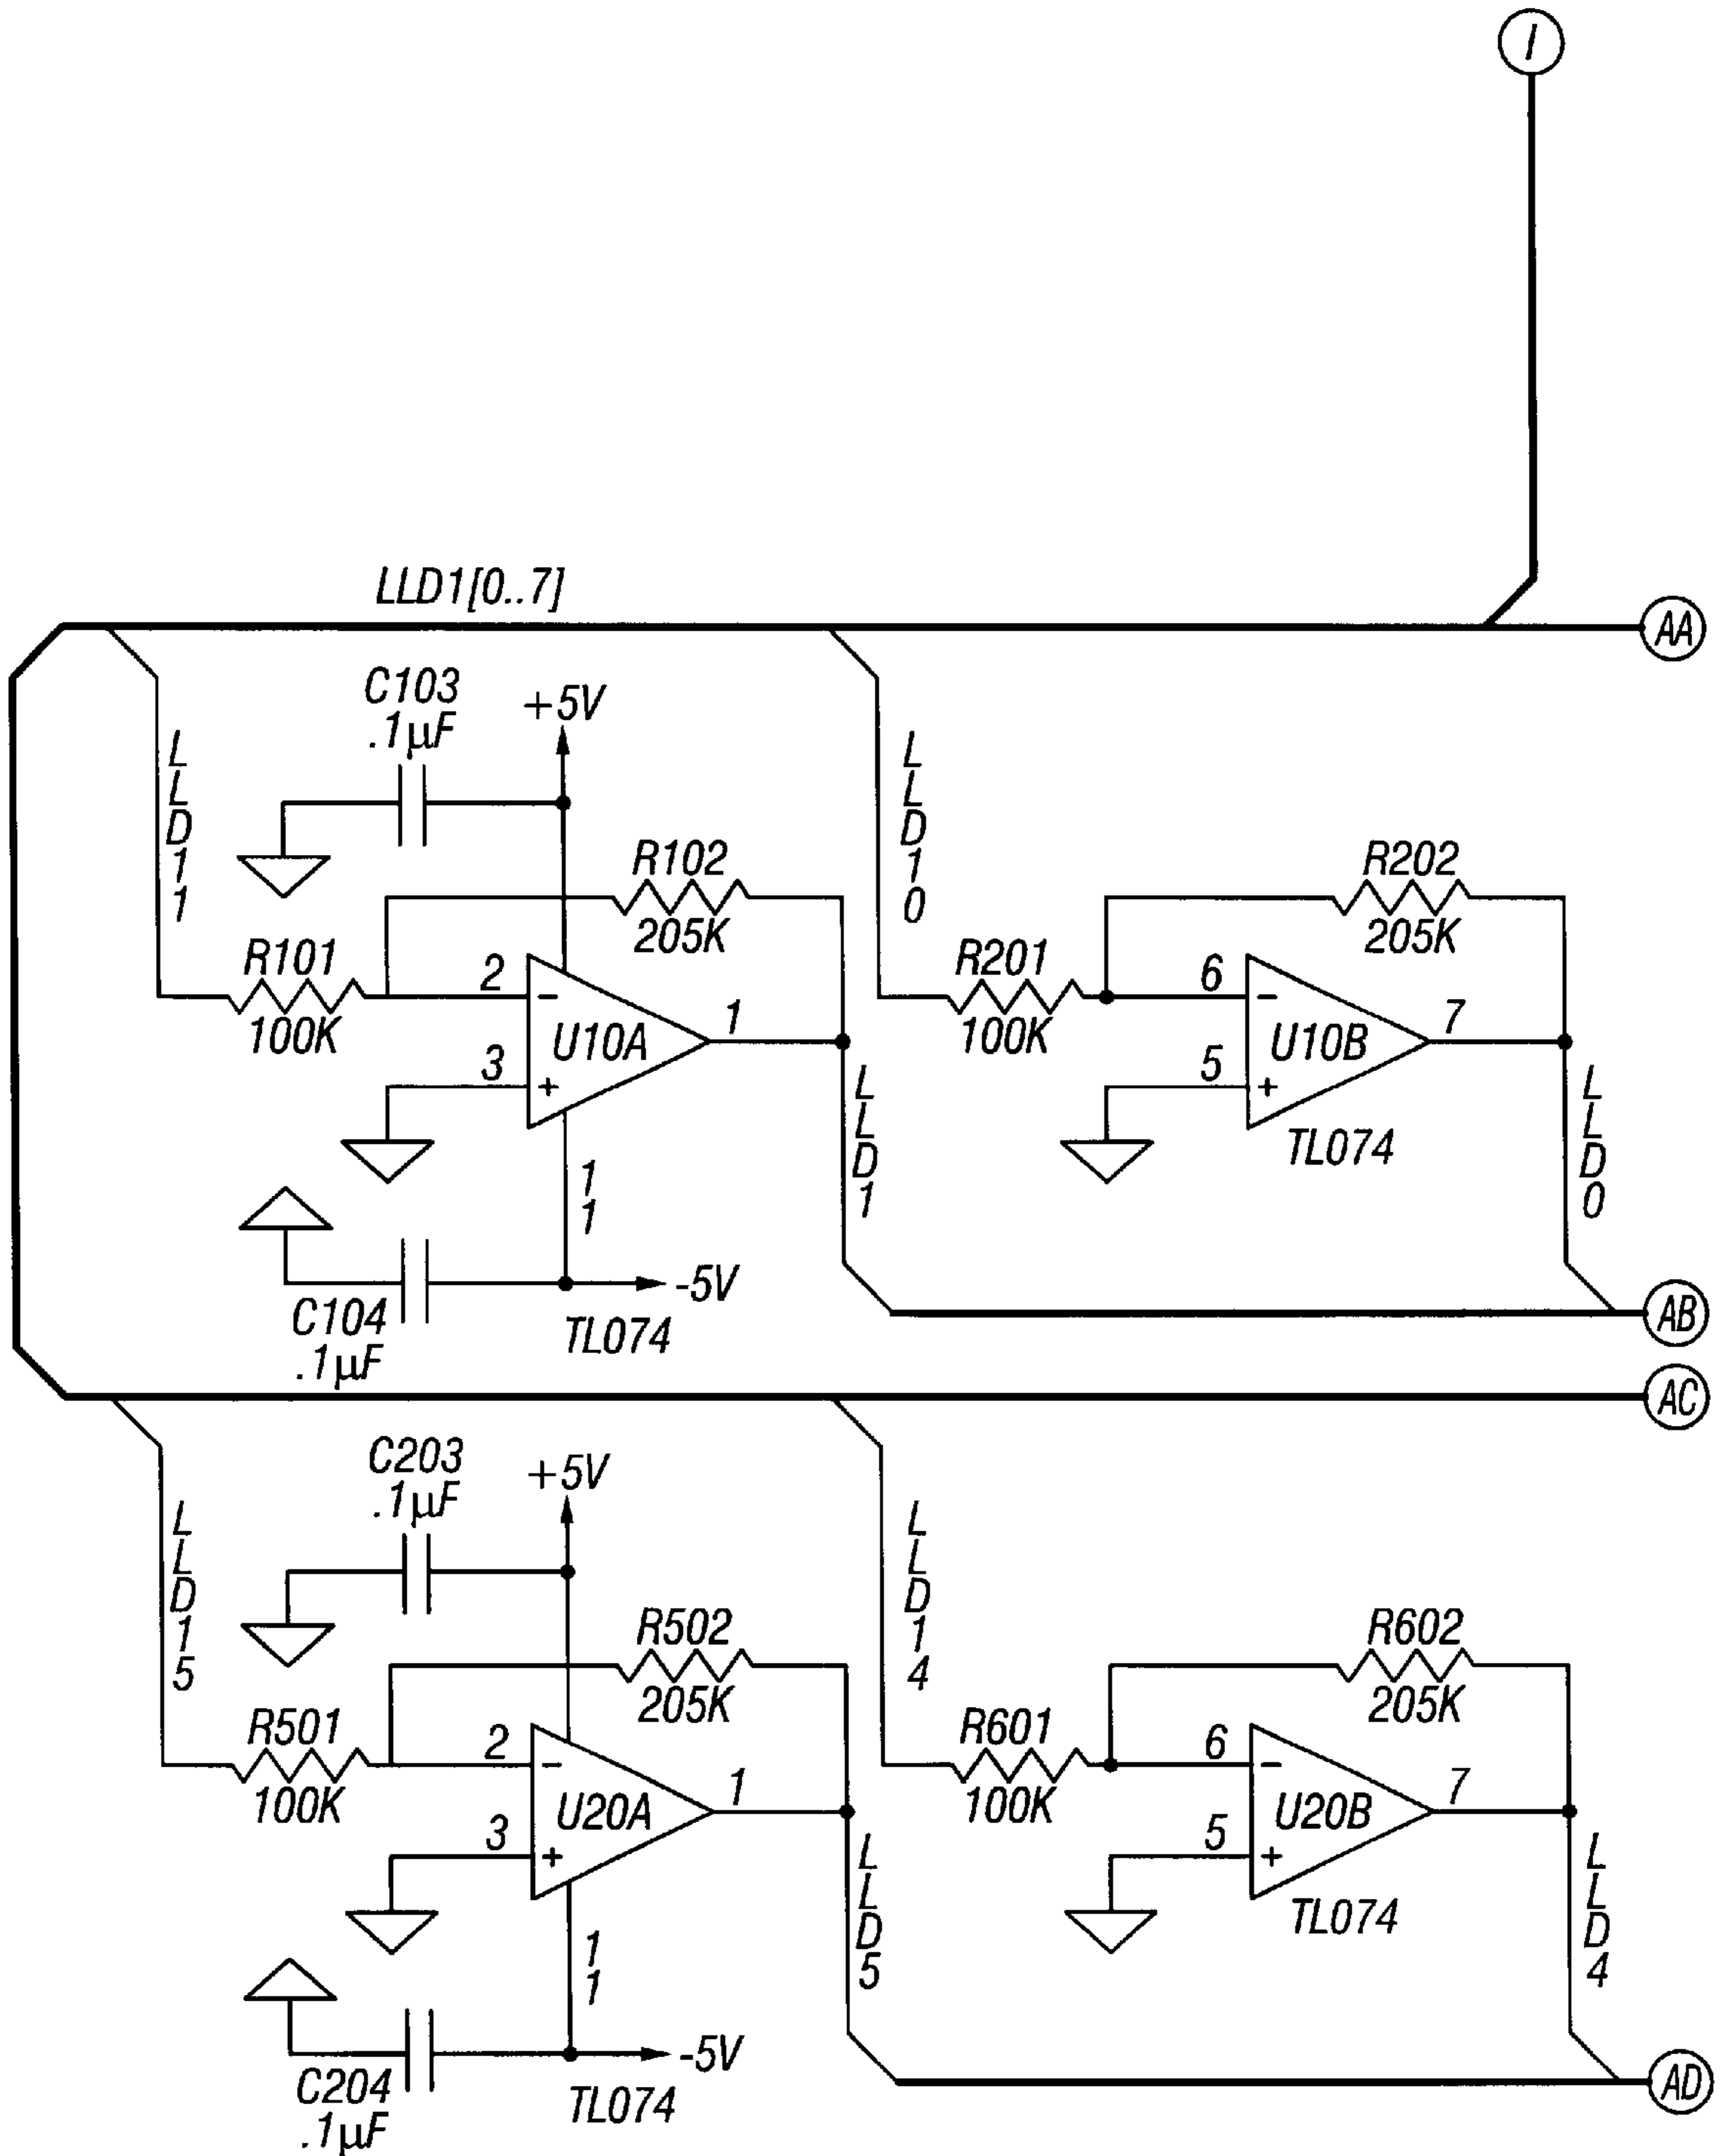 I
LLD1[0..7]
AA
C103
.1µF
+5V
LLD11
LLD10
R102
205K
R202
205K
R101
100K
2
-
3
+
U10A
1
R201
100K
6
-
5
+
U10B
7
TL074
11
LLD1
LLD0
C104
.1µF
-5V
TL074
AB
AC
C203
.1µF
+5V
LLD15
LLD14
R502
205K
R602
205K
R501
100K
2
-
3
+
U20A
1
R601
100K
6
-
5
+
U20B
7
TL074
11
LLD5
LLD4
C204
.1µF
-5V
TL074
AD